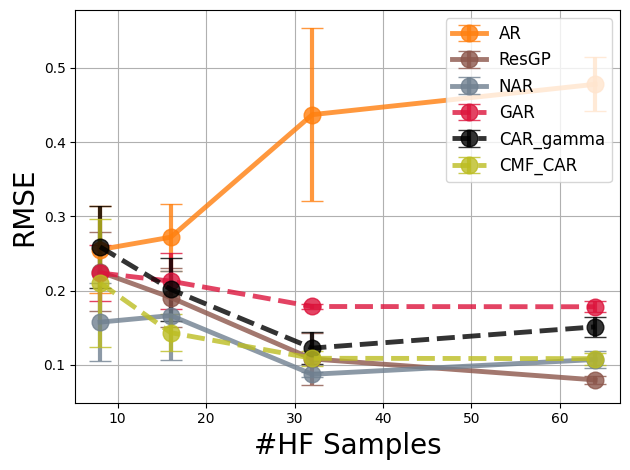 AR
ResGP
NAR
GAR
CAR_gamma
CMF_CAR
0.5
0.4
0.3
0.2
0.1
RMSE
10 20 30 40 50 60
#HF Samples